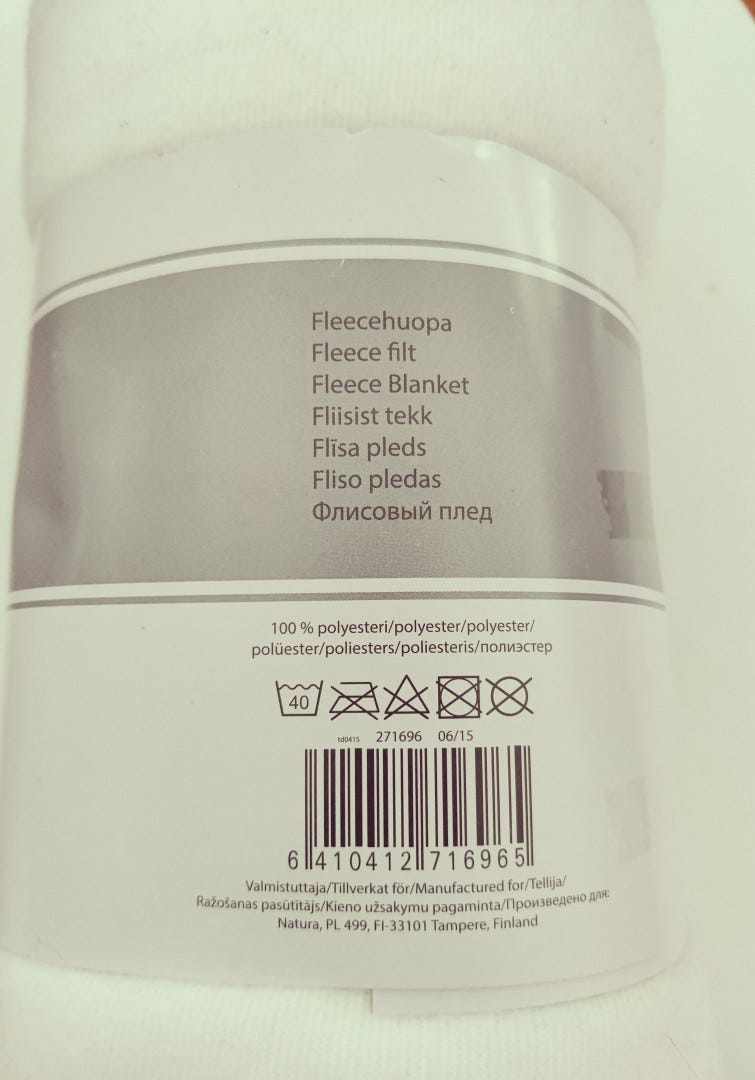 Fleecehuopa
Fleece filt
Fleece Blanket
Fliisist tekk
Flīsa pleds
Fliso pledas
Флисовый плед
100 % polyesteri/polyester/polyester/
polüester/poliesters/poliesteris/полиэстер
40
td0415 271696 06/15
6 410412 716965
Valmistuttaja/Tillverkat för/Manufactured for/Tellija/
Ražošanas pasūtitājs/Kieno užsakymu pagaminta/Произведено для:
Natura, PL 499, FI-33101 Tampere, Finland